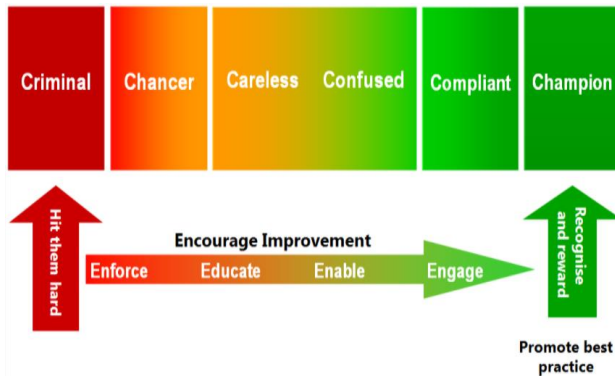 Criminal
Chancer
Careless
Confused
Compliant
Champion
Hit them hard
Encourage Improvement
Enforce
Educate
Enable
Engage
Recognise
and reward
Promote best
practice